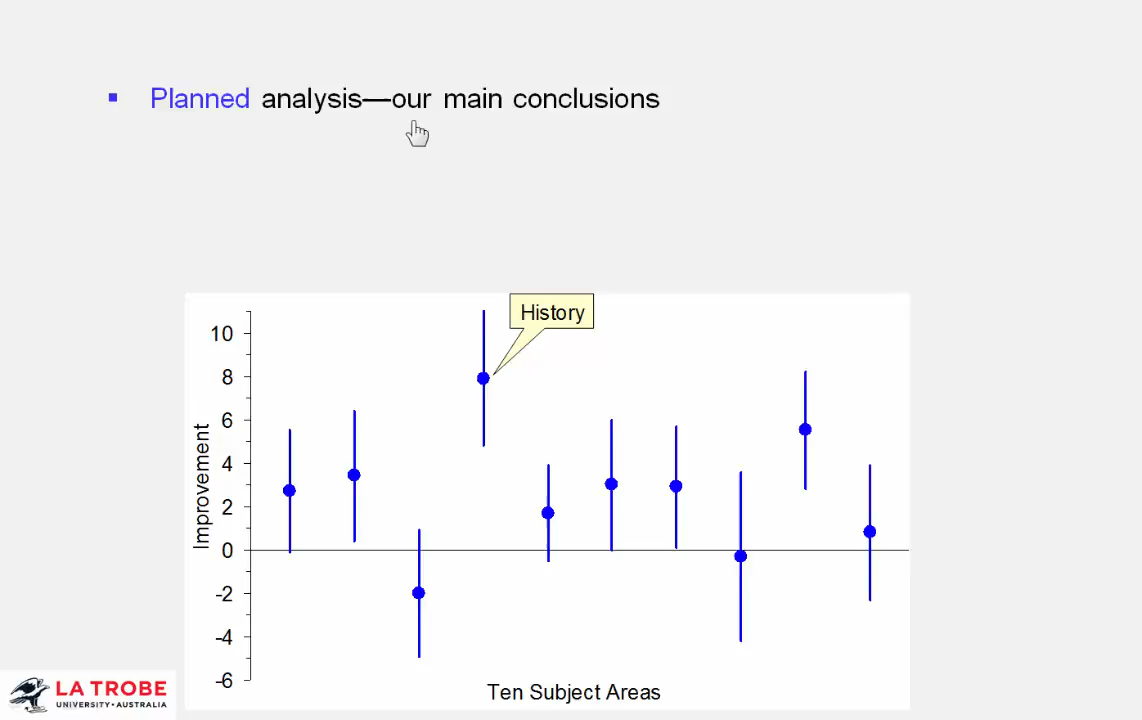 Planned analysis—our main conclusions
History
10
8
6
4
2
0
-2
-4
-6
Improvement
Ten Subject Areas
LA TROBE
UNIVERSITY • AUSTRALIA